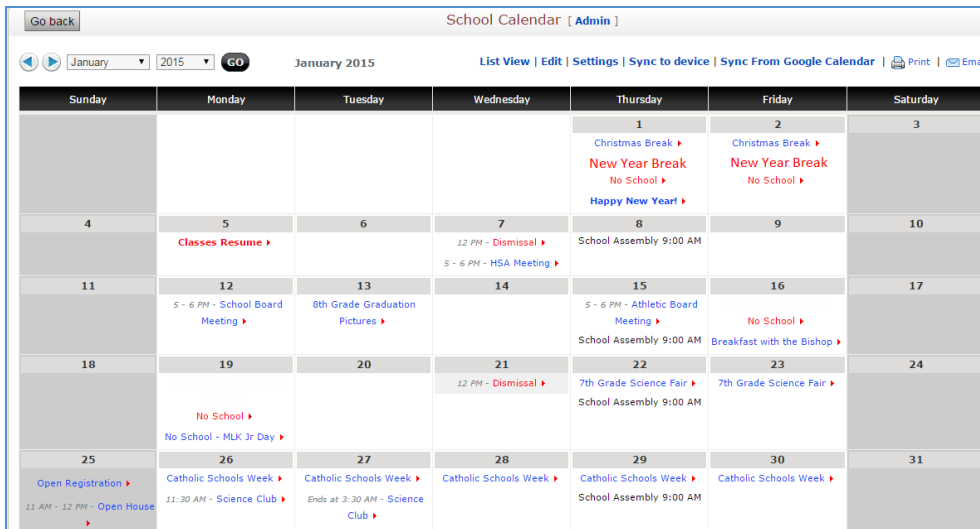 Go back
School Calendar [ Admin ]
January 2015 GO
January 2015
List View | Edit | Settings | Sync to device | Sync From Google Calendar | Print | Ema
Sunday Monday Tuesday Wednesday Thursday Friday Saturday
1 2 3
Christmas Break Christmas Break
New Year Break New Year Break
No School No School
Happy New Year!
4 5 6 7 8 9 10
Classes Resume 12 PM - Dismissal School Assembly 9:00 AM
5 - 6 PM - HSA Meeting
11 12 13 14 15 16 17
5 - 6 PM - School Board 8th Grade Graduation 5 - 6 PM - Athletic Board
Meeting Pictures Meeting No School
School Assembly 9:00 AM Breakfast with the Bishop
18 19 20 21 22 23 24
12 PM - Dismissal 7th Grade Science Fair 7th Grade Science Fair
School Assembly 9:00 AM
No School
No School - MLK Jr Day
25 26 27 28 29 30 31
Open Registration Catholic Schools Week Catholic Schools Week Catholic Schools Week Catholic Schools Week Catholic Schools Week
11 AM - 12 PM - Open House 11:30 AM - Science Club Ends at 3:30 AM - Science School Assembly 9:00 AM
Club